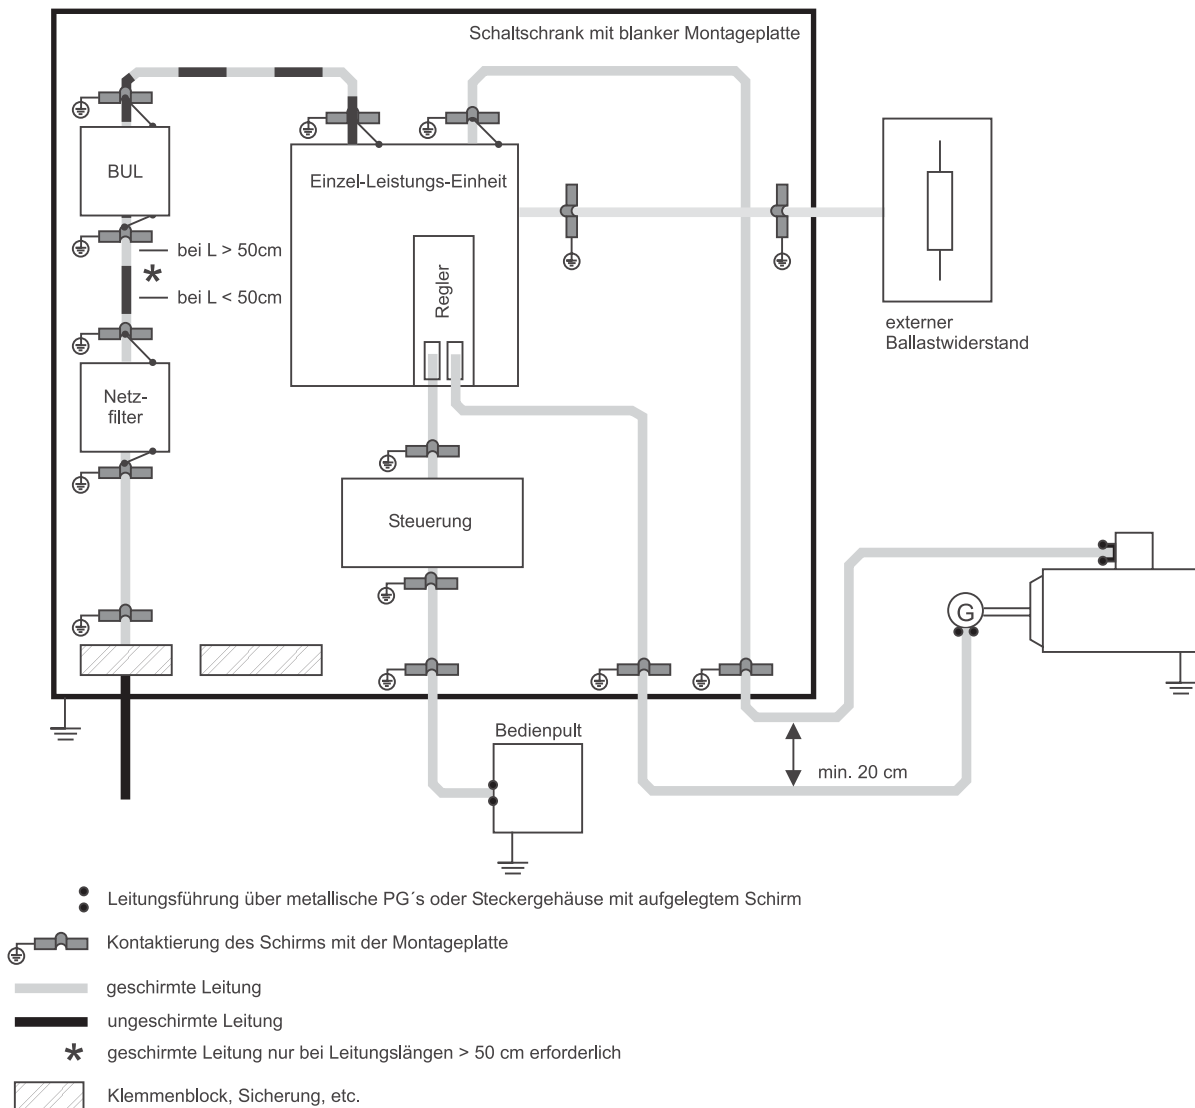 Schaltschrank mit blanker Montageplatte
BUL
Einzel-Leistungs-Einheit
bei L > 50cm
*
bei L < 50cm
Regler
externer
Ballastwiderstand
Netz-
filter
Steuerung
G
Bedienpult
min. 20 cm
Leitungsführung über metallische PG´s oder Steckergehäuse mit aufgelegtem Schirm
Kontaktierung des Schirms mit der Montageplatte
geschirmte Leitung
ungeschirmte Leitung
* geschirmte Leitung nur bei Leitungslängen > 50 cm erforderlich
Klemmenblock, Sicherung, etc.